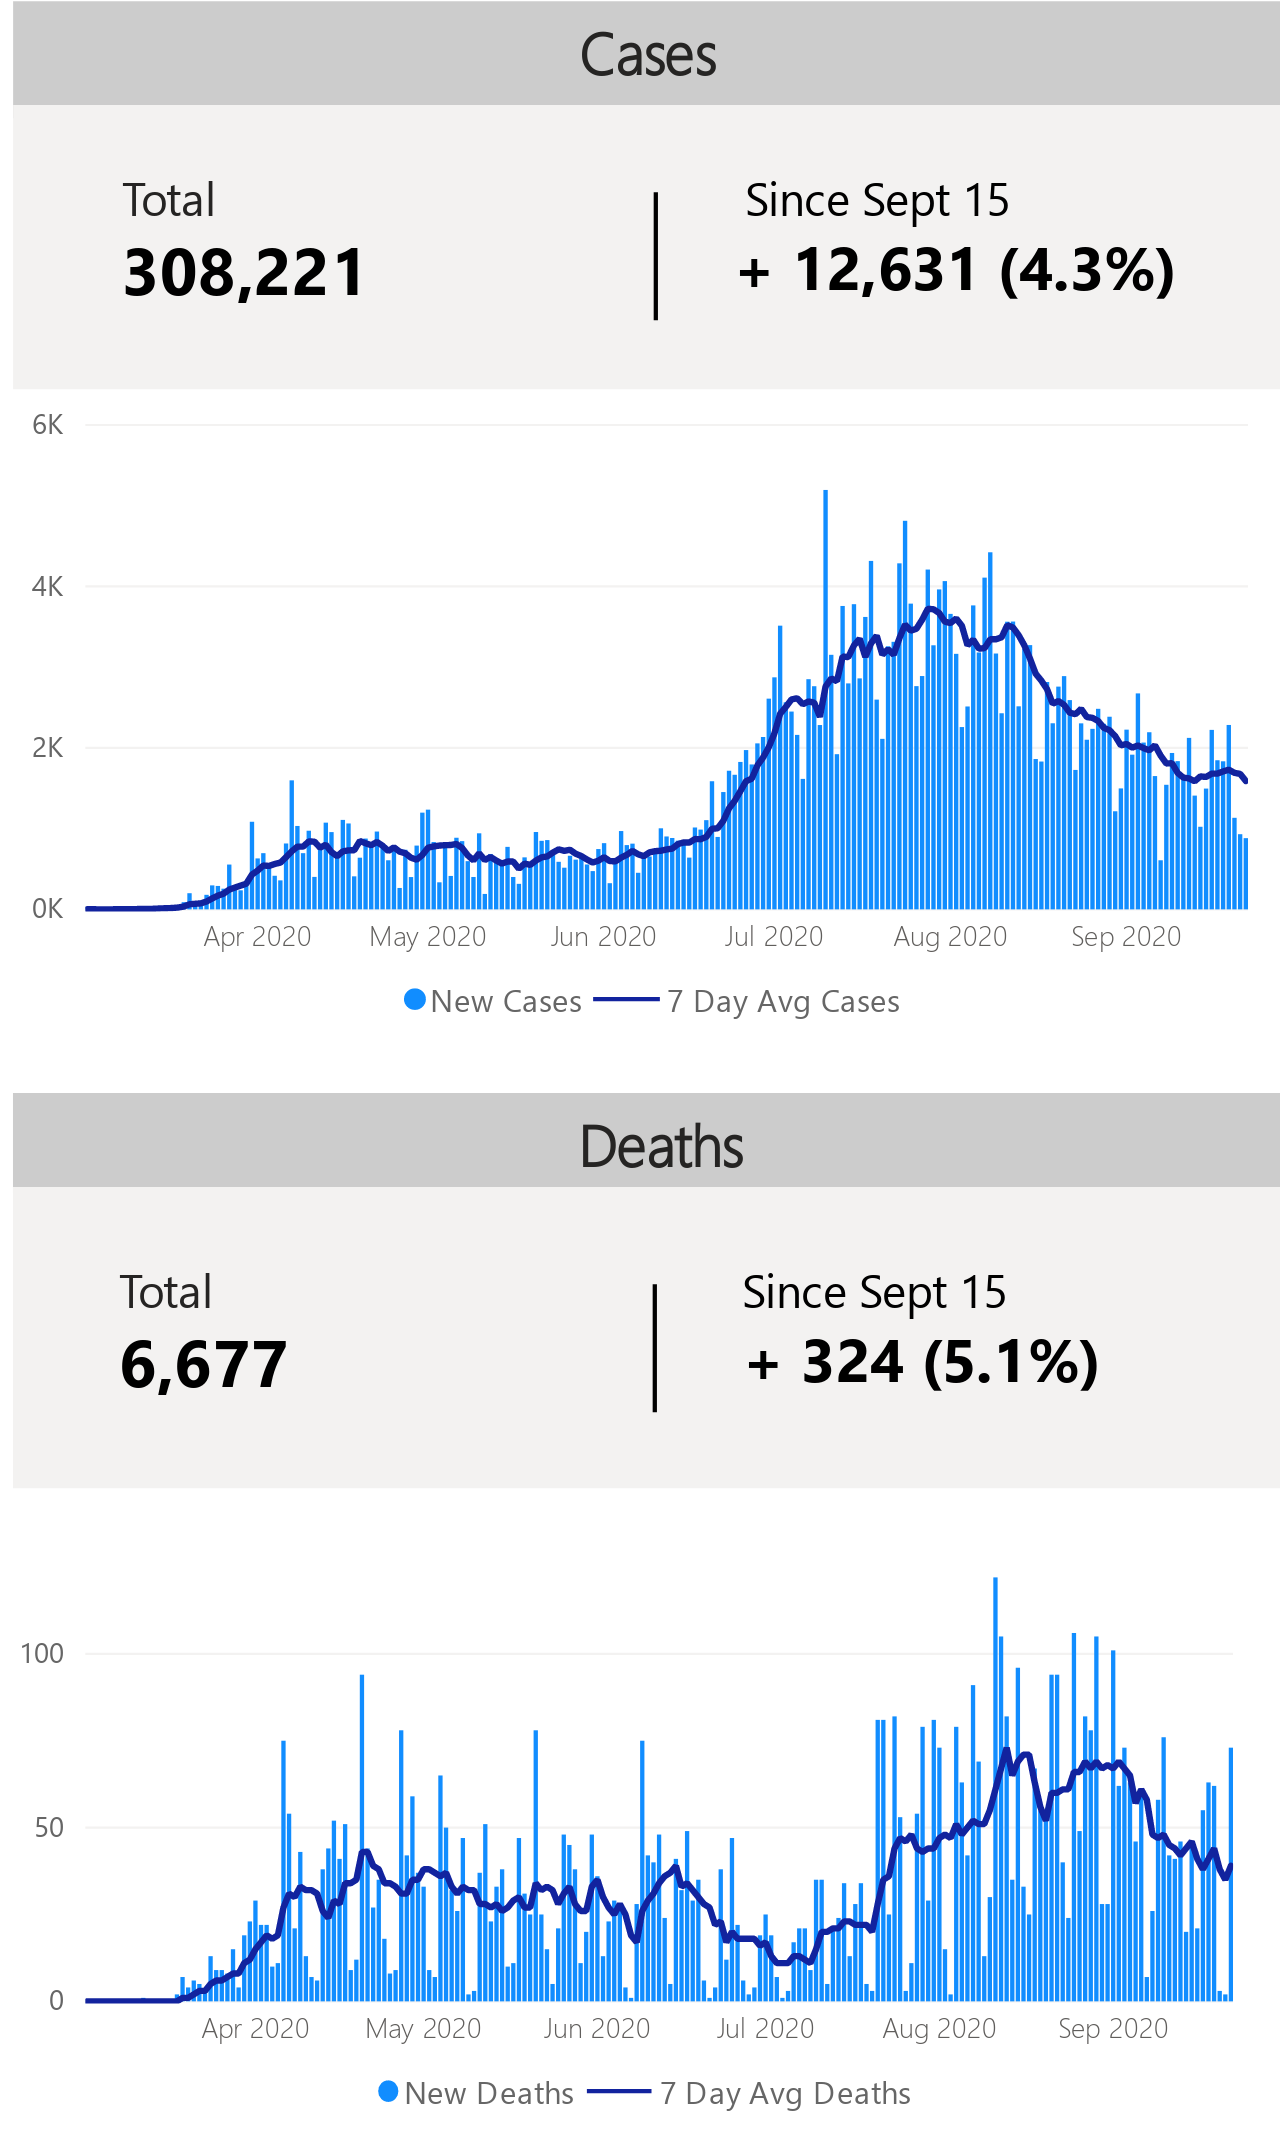 Cases
Total
Since Sept 15
308,221
+ 12,631 (4.3%)
6K
4K
2K
0K
Apr 2020
May 2020
Jun 2020
Jul 2020
Aug 2020
Sep 2020
New Cases
7 Day Avg Cases
Deaths
Total
Since Sept 15
6,677
+ 324 (5.1%)
100
50
0
Apr 2020
May 2020
Jun 2020
Jul 2020
Aug 2020
Sep 2020
New Deaths
7 Day Avg Deaths